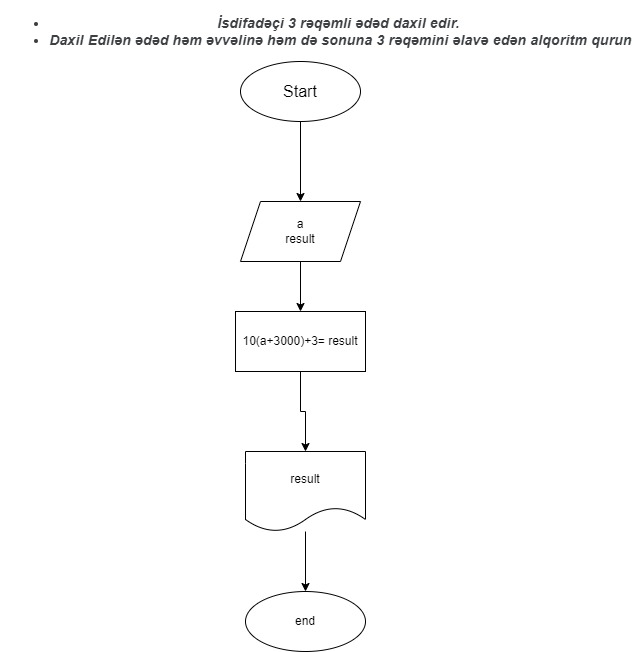 İsdifadəçi 3 rəqəmli ədəd daxil edir.
Daxil Edilən ədəd həm əvvəlinə həm də sonuna 3 rəqəmini əlavə edən alqoritm qurun
Start
a
result
10(a+3000)+3= result
result
end